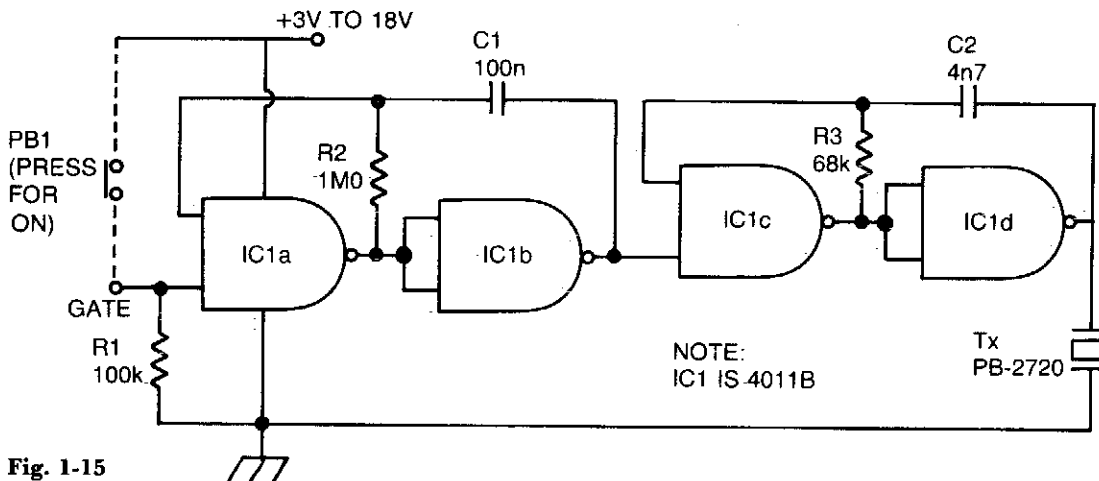 +3V TO 18V
C1
100n
C2
4n7
PB1
(PRESS
FOR
ON)
R2
1M0
R3
68k
IC1a
IC1b
IC1c
IC1d
GATE
R1
100k
NOTE:
IC1 IS 4011B
Tx
PB-2720
Fig. 1-15